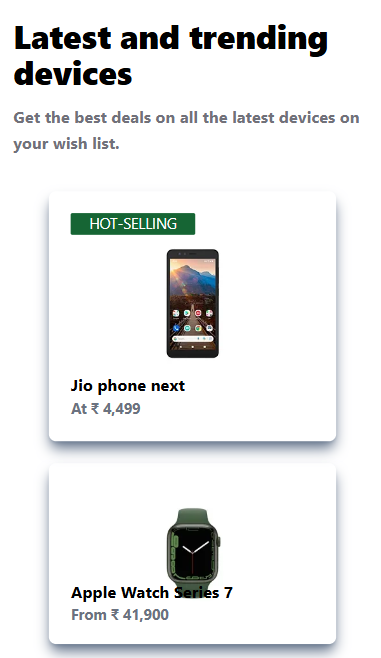 Latest and trending
devices
Get the best deals on all the latest devices on
your wish list.
HOT-SELLING
Jio phone next
At ₹ 4,499
Apple Watch Series 7
From ₹ 41,900